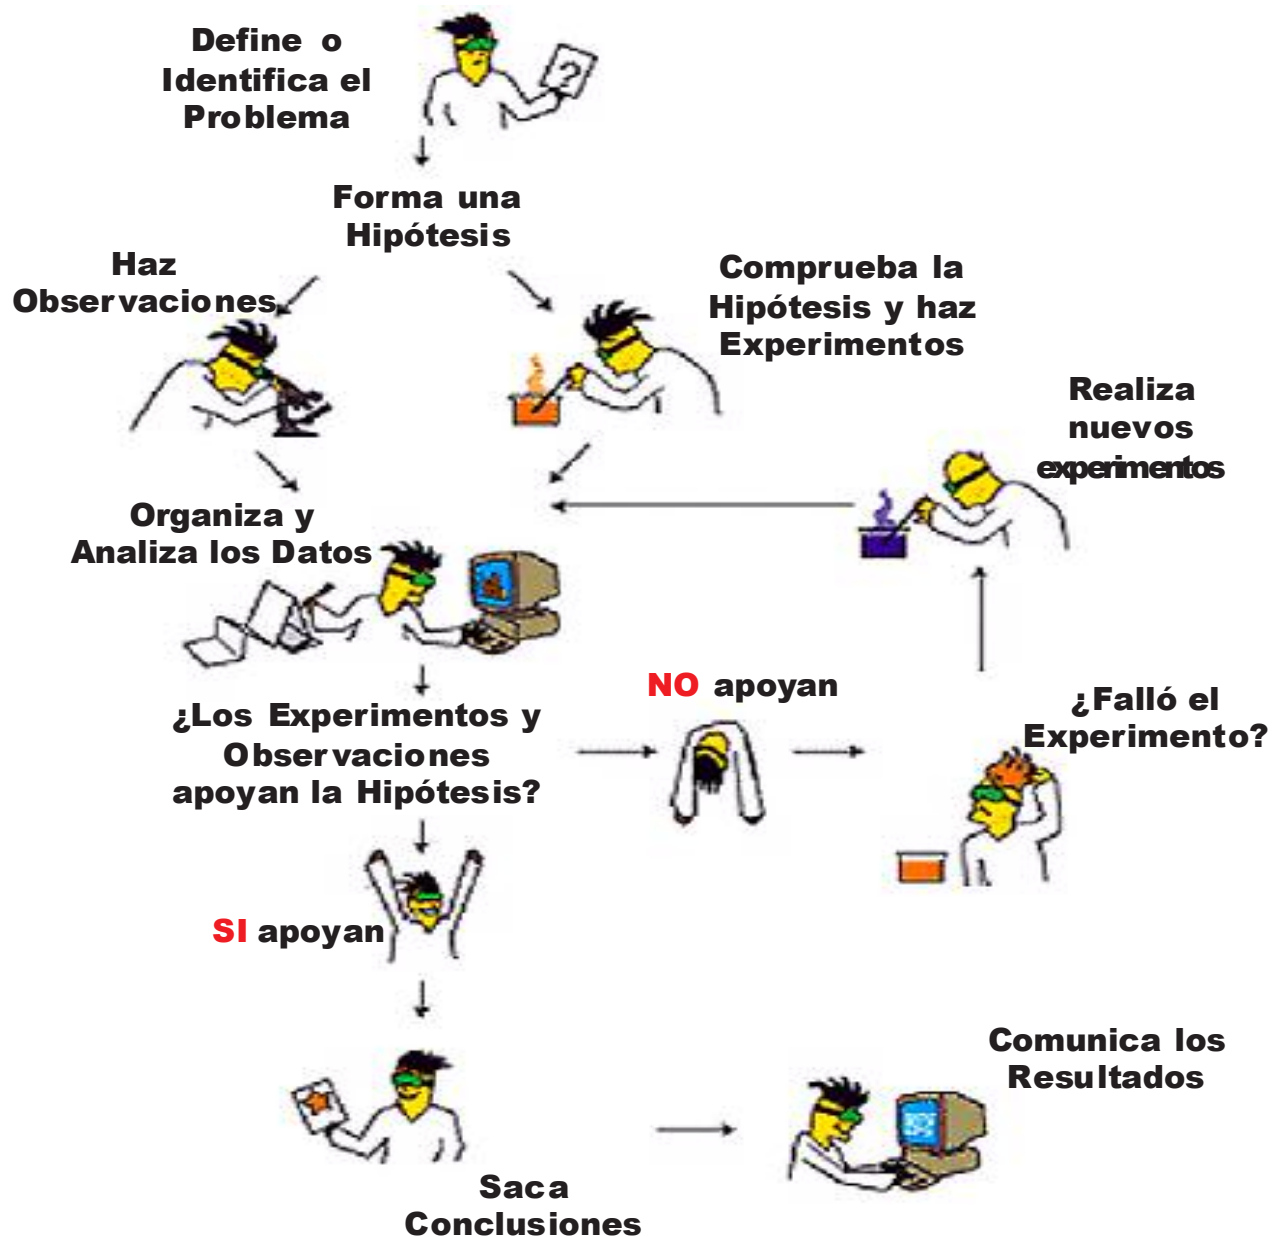 Define o
Identifica el
Problema
?
Forma una
Hipótesis
Haz
Observaciones
Comprueba la
Hipótesis y haz
Experimentos
Realiza
nuevos
experimentos
Organiza y
Analiza los Datos
¿Los Experimentos y
Observaciones
apoyan la Hipótesis?
NO apoyan
¿Falló el
Experimento?
SI apoyan
Saca
Conclusiones
Comunica los
Resultados